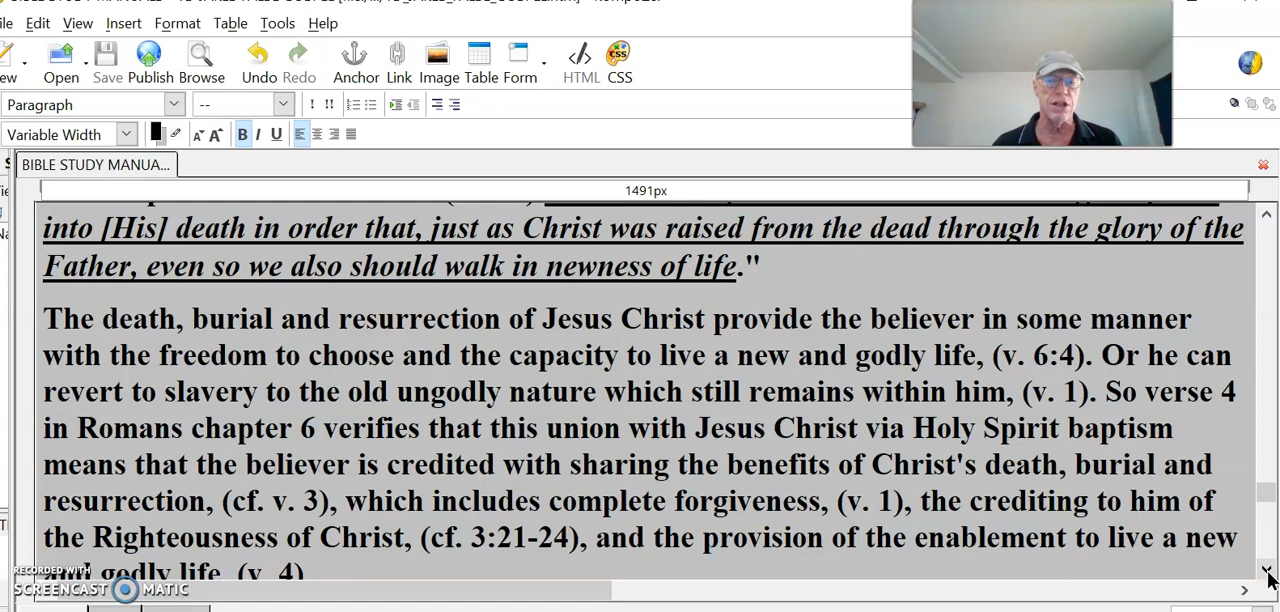 File Edit View Insert Format Table Tools Help
Open Save Publish Browse Undo Redo Anchor Link Image Table Form HTML CSS
Paragraph --
Variable Width B I U
BIBLE STUDY MANUA...
1491px
into [His] death in order that, just as Christ was raised from the dead through the glory of the
Father, even so we also should walk in newness of life."
The death, burial and resurrection of Jesus Christ provide the believer in some manner
with the freedom to choose and the capacity to live a new and godly life, (v. 6:4). Or he can
revert to slavery to the old ungodly nature which still remains within him, (v. 1). So verse 4
in Romans chapter 6 verifies that this union with Jesus Christ via Holy Spirit baptism
means that the believer is credited with sharing the benefits of Christ's death, burial and
resurrection, (cf. v. 3), which includes complete forgiveness, (v. 1), the crediting to him of
the Righteousness of Christ, (cf. 3:21-24), and the provision of the enablement to live a new
and godly life, (v. 4)
RECORDED WITH
SCREENCAST MATIC